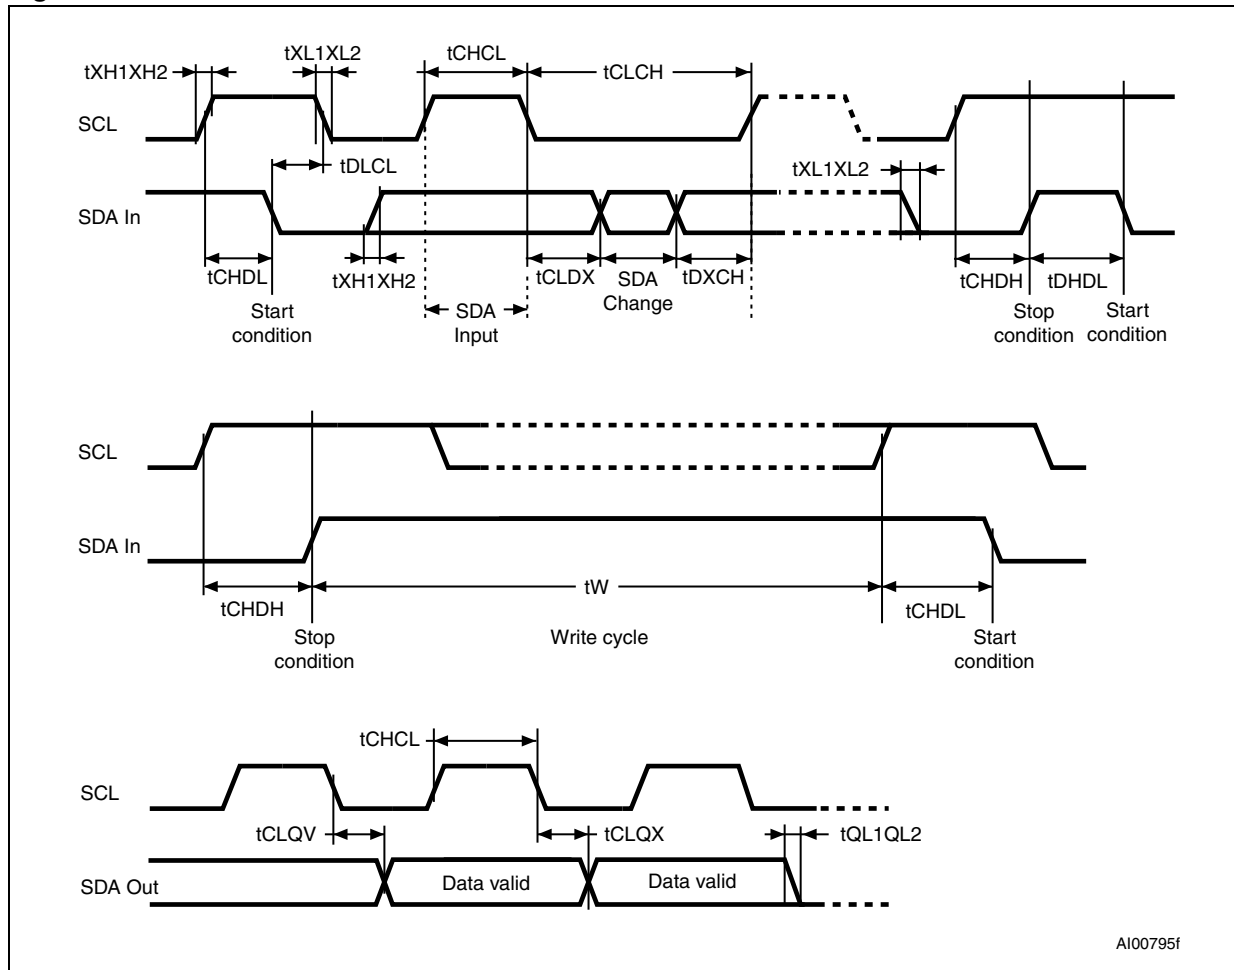 tXH1XH2
tXL1XL2
tCHCL
tCLCH
SCL
tDLCL
tXL1XL2
SDA In
tCHDL
tXH1XH2
tCLDX
SDA
Change
tDXCH
tCHDH
tDHDL
Start
condition
SDA
Input
Stop
condition
Start
condition
SCL
SDA In
tCHDH
tW
tCHDL
Stop
condition
Write cycle
Start
condition
tCHCL
SCL
tCLQV
tCLQX
tQL1QL2
SDA Out
Data valid
Data valid
AI00795f